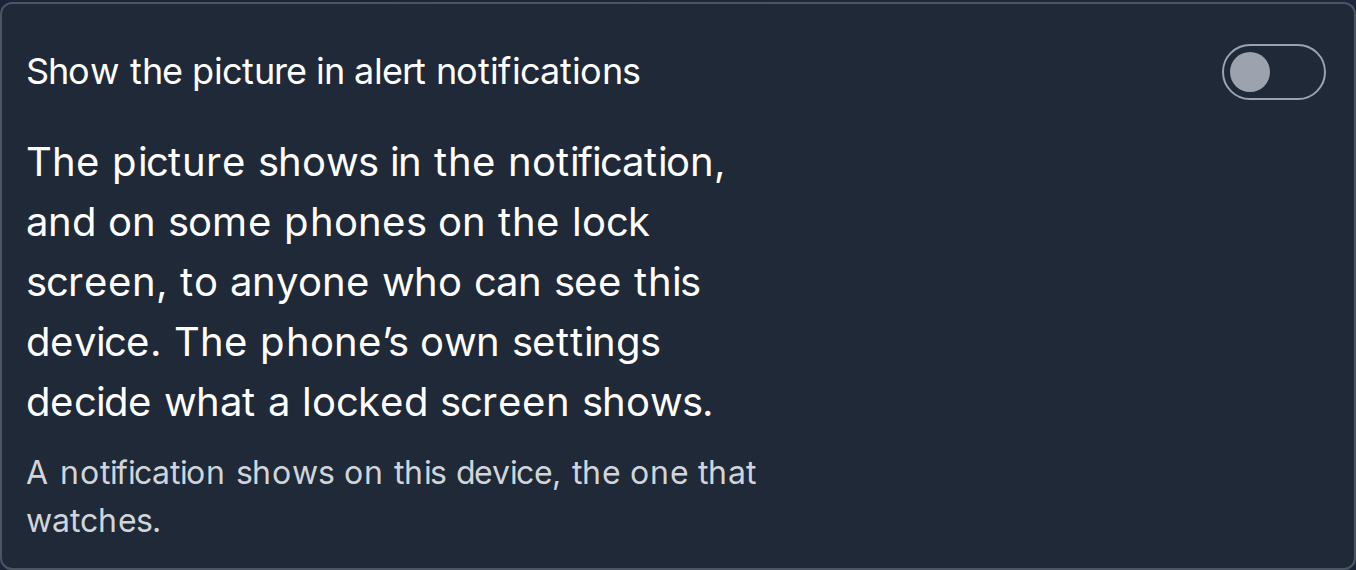 Show the picture in alert notifications
The picture shows in the notification,
and on some phones on the lock
screen, to anyone who can see this
device. The phone’s own settings
decide what a locked screen shows.
A notification shows on this device, the one that
watches.